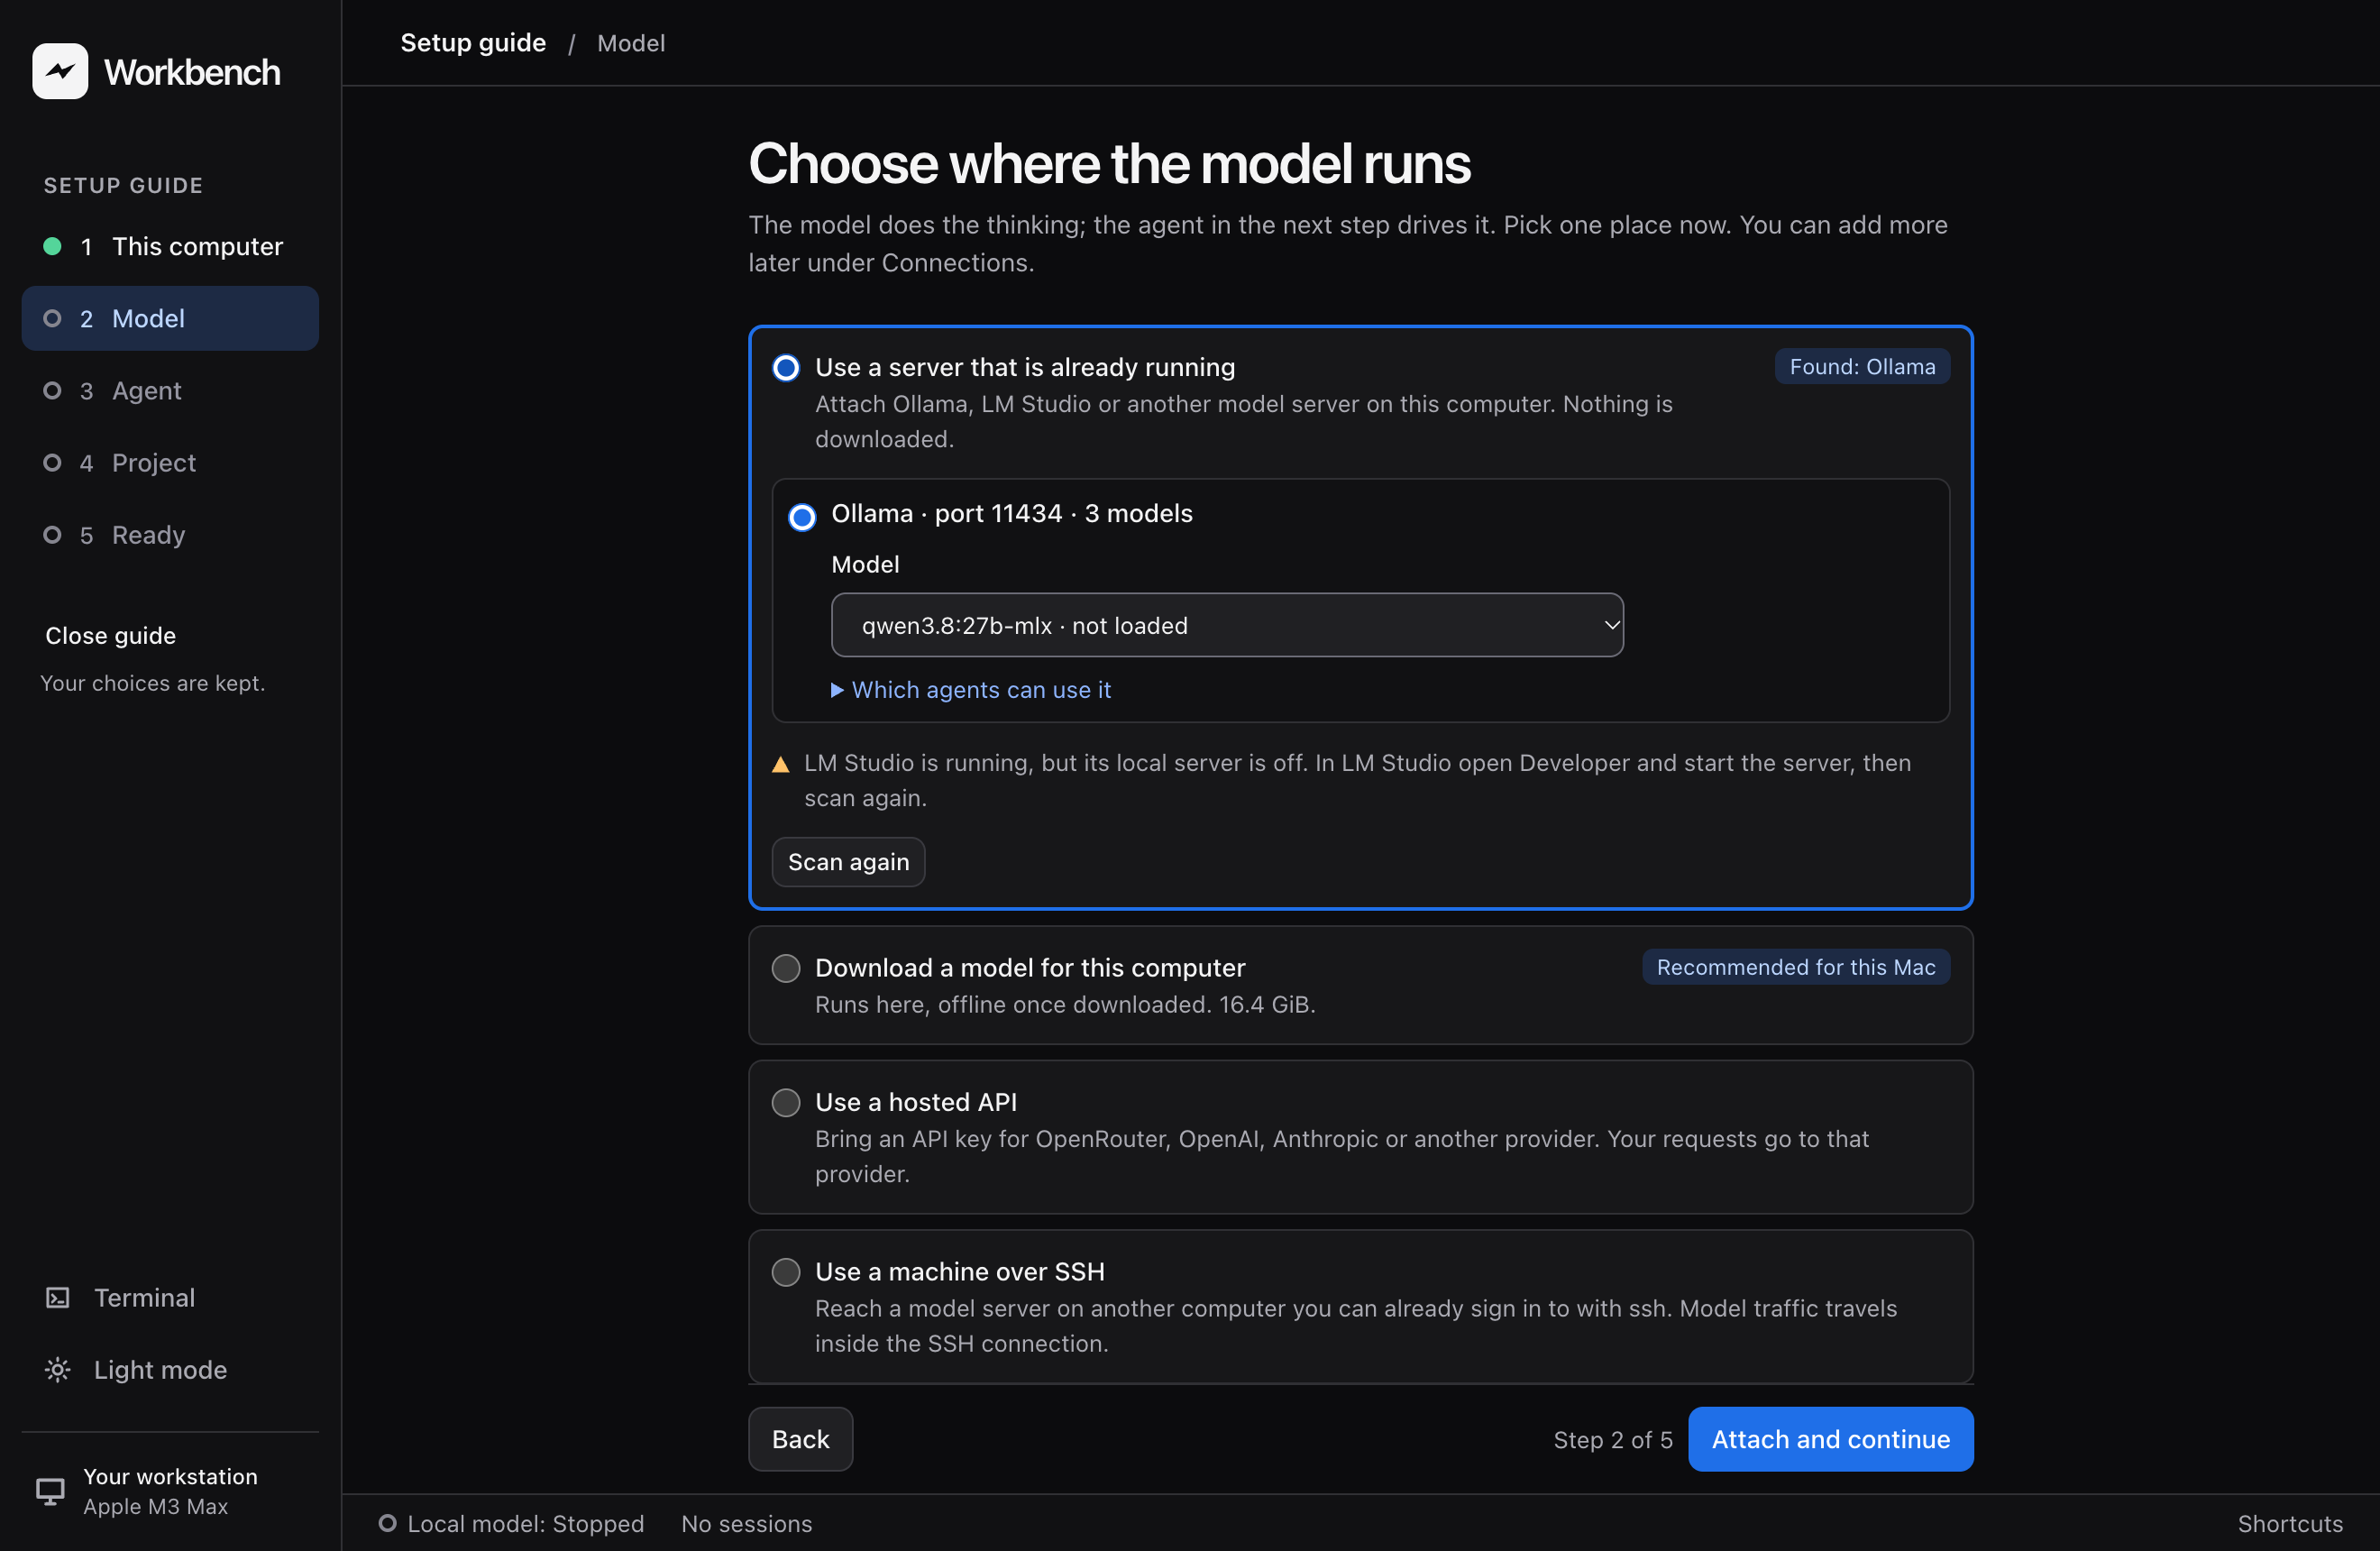 Workbench
SETUP GUIDE
1 This computer
2 Model
3 Agent
4 Project
5 Ready
Close guide
Your choices are kept.
Terminal
Light mode
Your workstation
Apple M3 Max
Setup guide / Model
Choose where the model runs
The model does the thinking; the agent in the next step drives it. Pick one place now. You can add more
later under Connections.
Use a server that is already running
Found: Ollama
Attach Ollama, LM Studio or another model server on this computer. Nothing is
downloaded.
Ollama · port 11434 · 3 models
Model
qwen3.8:27b-mlx · not loaded
Which agents can use it
LM Studio is running, but its local server is off. In LM Studio open Developer and start the server, then
scan again.
Scan again
Download a model for this computer
Recommended for this Mac
Runs here, offline once downloaded. 16.4 GiB.
Use a hosted API
Bring an API key for OpenRouter, OpenAI, Anthropic or another provider. Your requests go to that
provider.
Use a machine over SSH
Reach a model server on another computer you can already sign in to with ssh. Model traffic travels
inside the SSH connection.
Back
Step 2 of 5
Attach and continue
Local model: Stopped
No sessions
Shortcuts